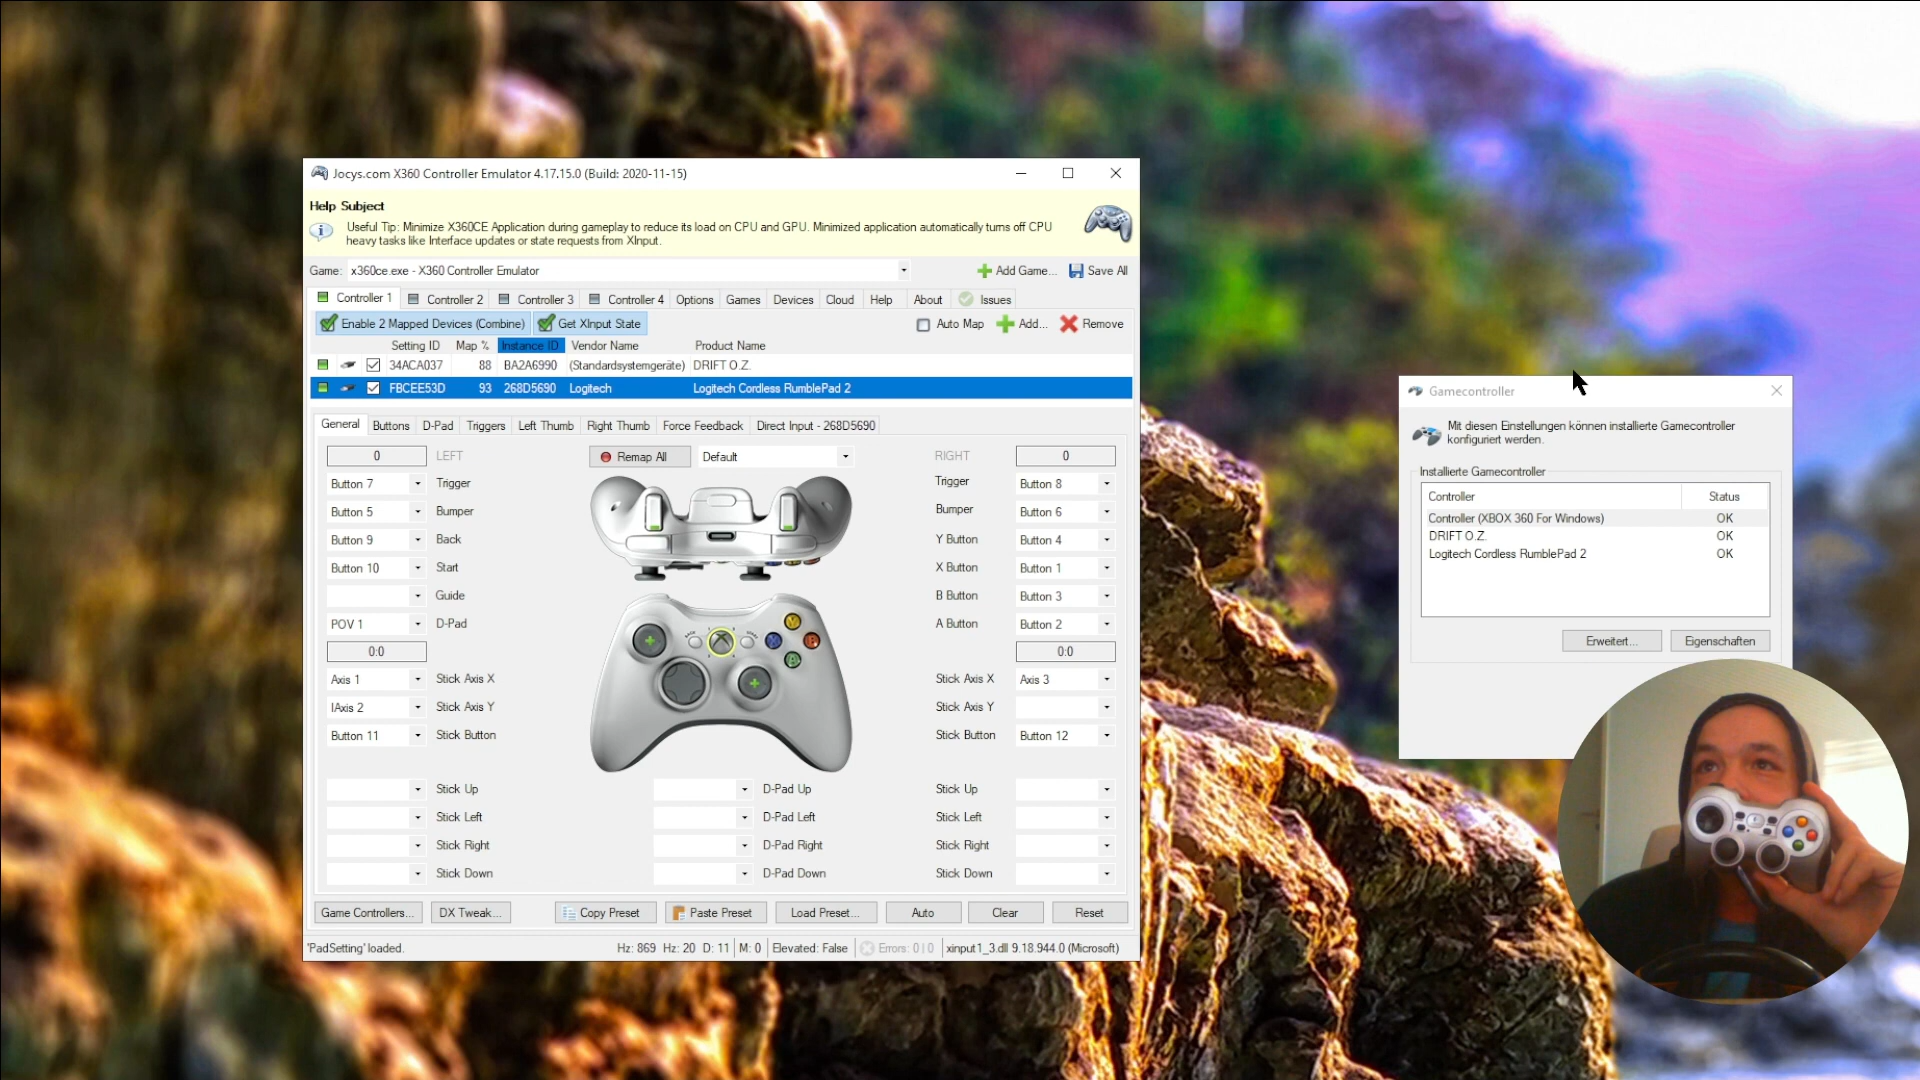 Jocys.com X360 Controller Emulator 4.17.15.0 (Build: 2020-11-15)
Help Subject
Useful Tip: Minimize X360CE Application during gameplay to reduce its load on CPU and GPU. Minimized application automatically turns off CPU
heavy tasks like Interface updates or state requests from XInput.
Game: x360ce.exe - X360 Controller Emulator Add Game... Save All
Controller 1 Controller 2 Controller 3 Controller 4 Options Games Devices Cloud Help About Issues
Enable 2 Mapped Devices (Combine) Get XInput State Auto Map Add... Remove
Setting ID Map % Instance ID Vendor Name Product Name
34ACA037 88 BA2A6990 (Standardsystemgeräte) DRIFT O.Z.
FBCEE53D 93 268D5690 Logitech Logitech Cordless RumblePad 2
General Buttons D-Pad Triggers Left Thumb Right Thumb Force Feedback Direct Input - 268D5690
0 LEFT Remap All Default RIGHT 0
Button 7 Trigger Trigger Button 8
Button 5 Bumper Bumper Button 6
Button 9 Back Y Button Button 4
Button 10 Start X Button Button 1
Guide B Button Button 3
POV 1 D-Pad A Button Button 2
0:0 0:0
Axis 1 Stick Axis X Stick Axis X Axis 3
IAxis 2 Stick Axis Y Stick Axis Y
Button 11 Stick Button Stick Button Button 12
Stick Up D-Pad Up Stick Up
Stick Left D-Pad Left Stick Left
Stick Right D-Pad Right Stick Right
Stick Down D-Pad Down Stick Down
Game Controllers... DX Tweak... Copy Preset Paste Preset Load Preset... Auto Clear Reset
'PadSetting' loaded. Hz: 869 Hz: 20 D: 11 M: 0 Elevated: False Errors: 0 | 0 xinput1_3.dll 9.18.944.0 (Microsoft)
Gamecontroller
Mit diesen Einstellungen können installierte Gamecontroller
konfiguriert werden.
Installierte Gamecontroller
Controller Status
Controller (XBOX 360 For Windows) OK
DRIFT O.Z. OK
Logitech Cordless RumblePad 2 OK
Erweitert... Eigenschaften